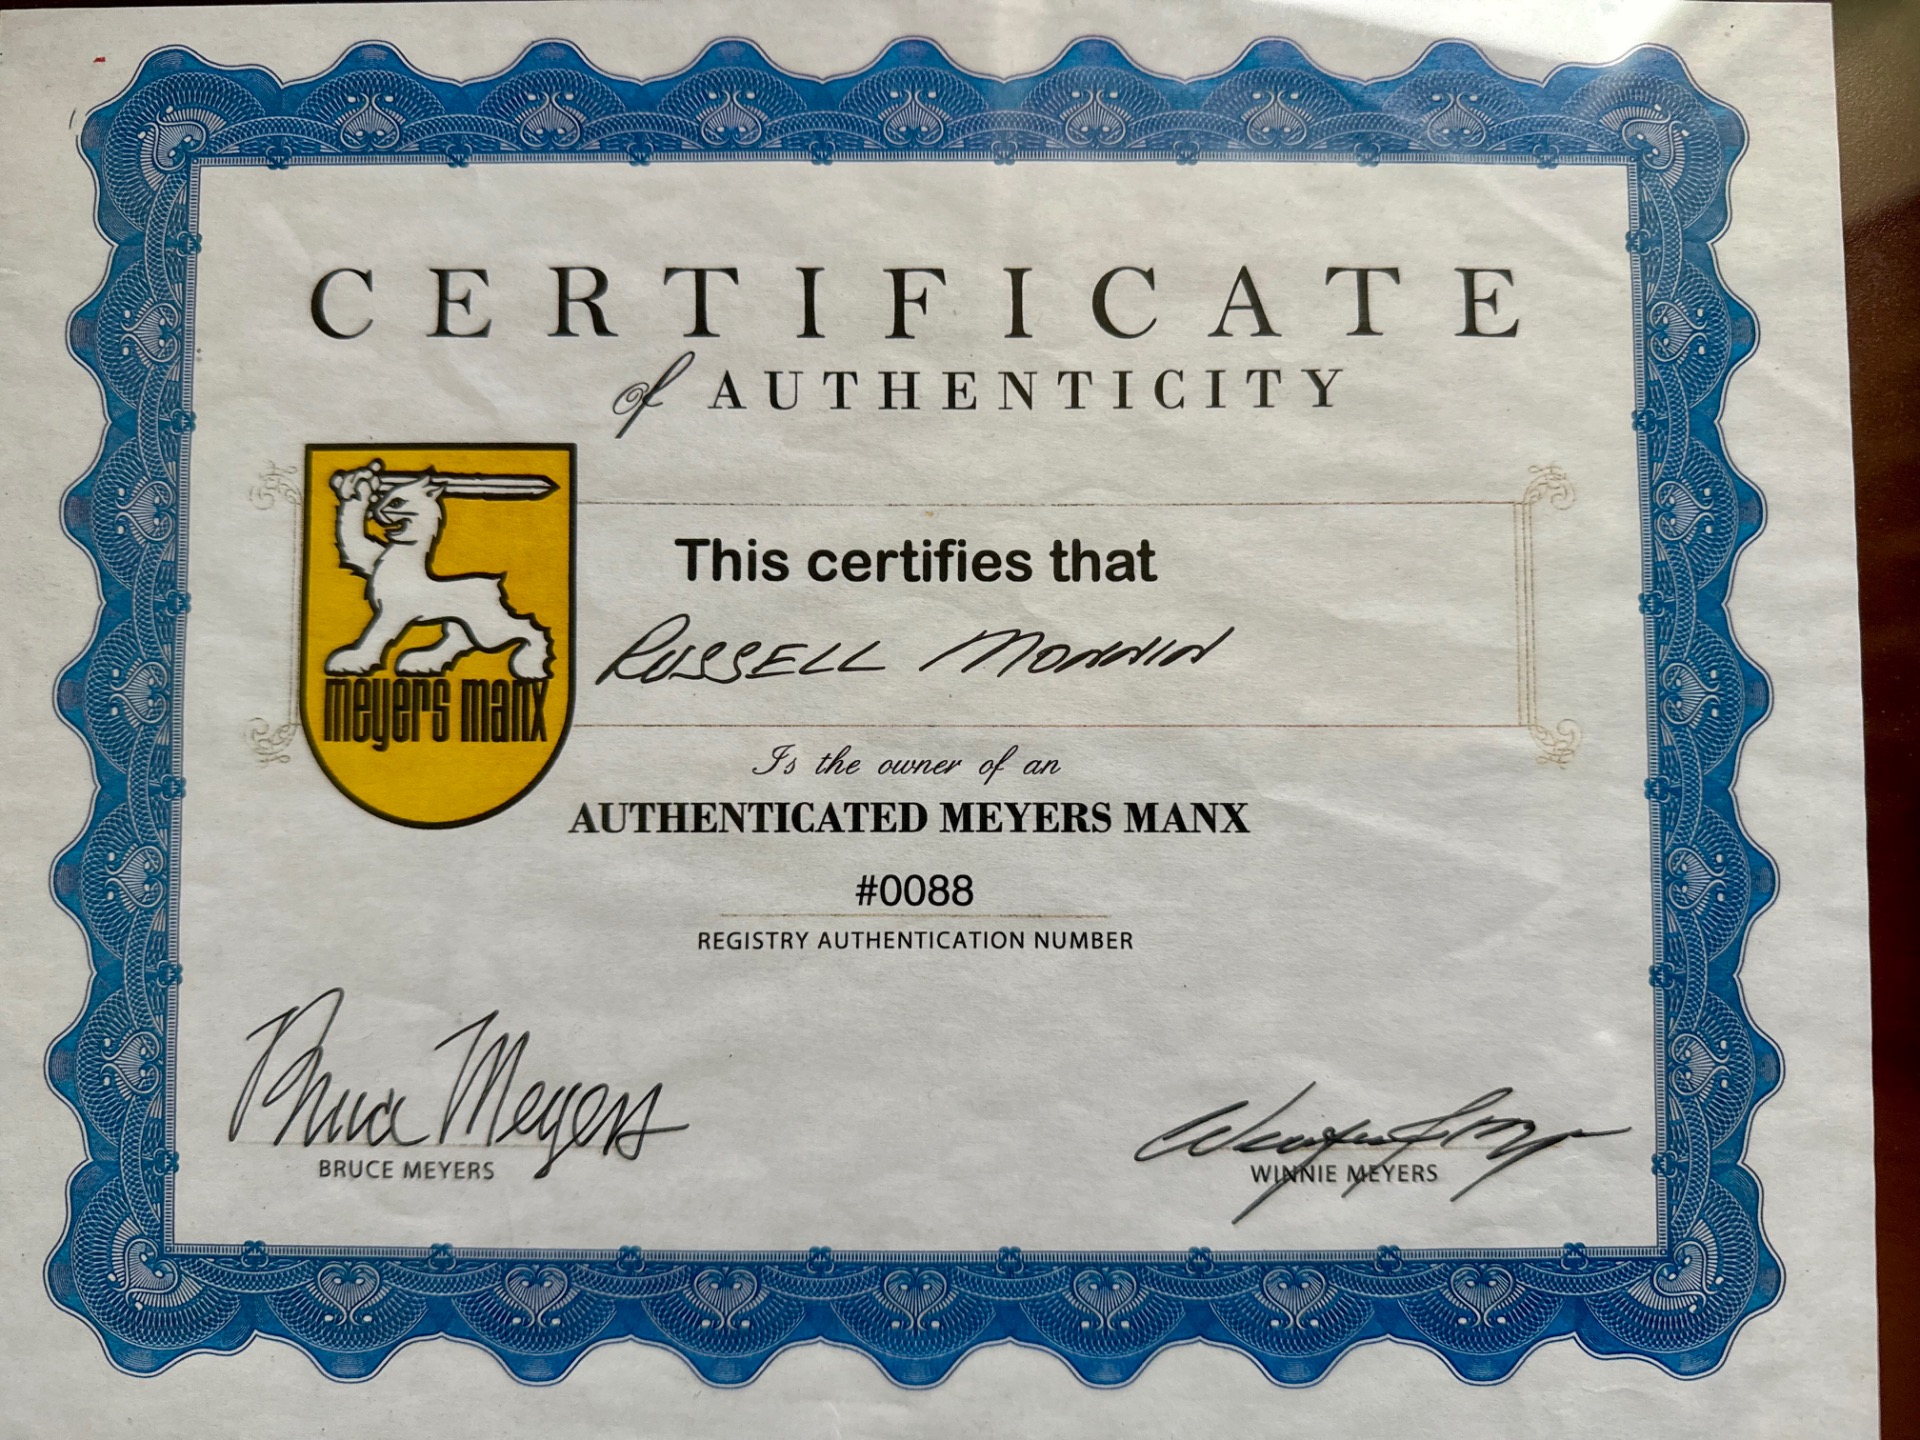 CERTIFICATE
of AUTHENTICITY
meyers manx
This certifies that
RUSSELL MONNIN
Is the owner of an
AUTHENTICATED MEYERS MANX
#0088
REGISTRY AUTHENTICATION NUMBER
Bruce Meyers
BRUCE MEYERS
WINNIE MEYERS